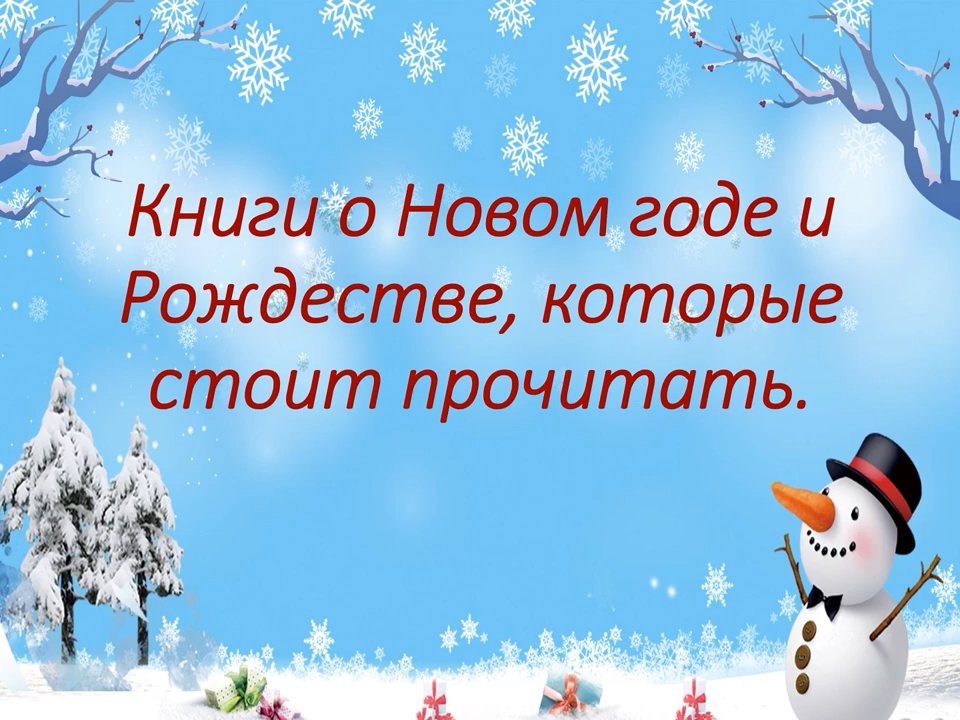 Книги о Новом годе и
Рождестве, которые
стоит прочитать.